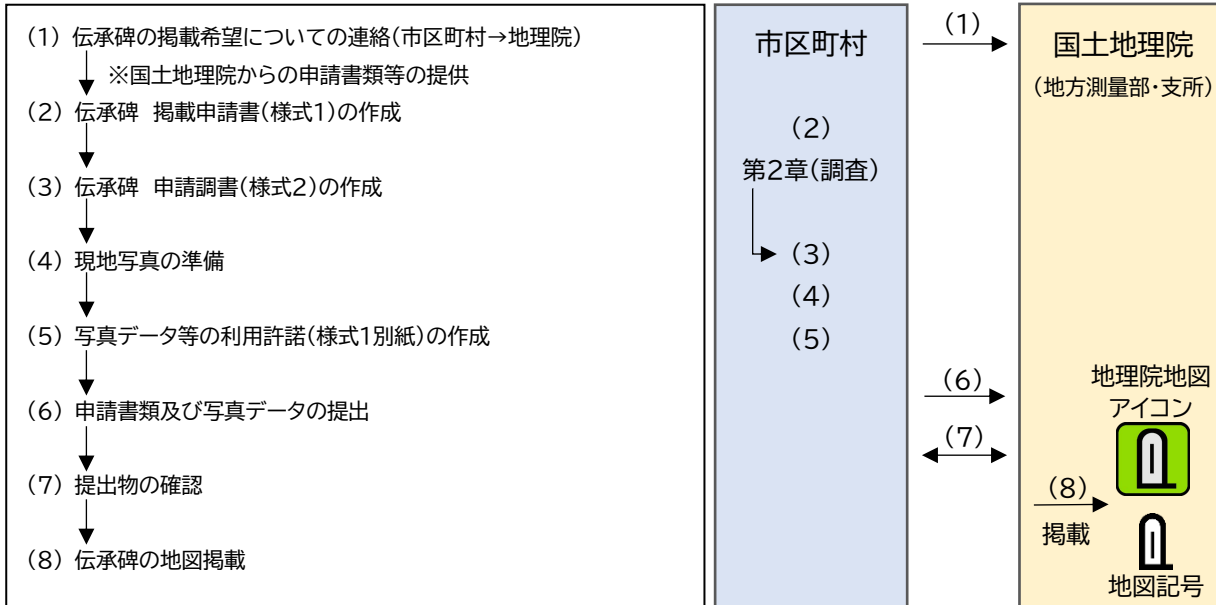 (1) 伝承碑の掲載希望についての連絡(市区町村→地理院)
※国土地理院からの申請書類等の提供
(2) 伝承碑 掲載申請書(様式1)の作成
(3) 伝承碑 申請調書(様式2)の作成
(4) 現地写真の準備
(5) 写真データ等の利用許諾(様式1別紙)の作成
(6) 申請書類及び写真データの提出
(7) 提出物の確認
(8) 伝承碑の地図掲載
市区町村
(2)
第2章(調査)
(3)
(4)
(5)
(1)
(6)
(7)
国土地理院
(地方測量部・支所)
地理院地図
アイコン
(8)
掲載
地図記号